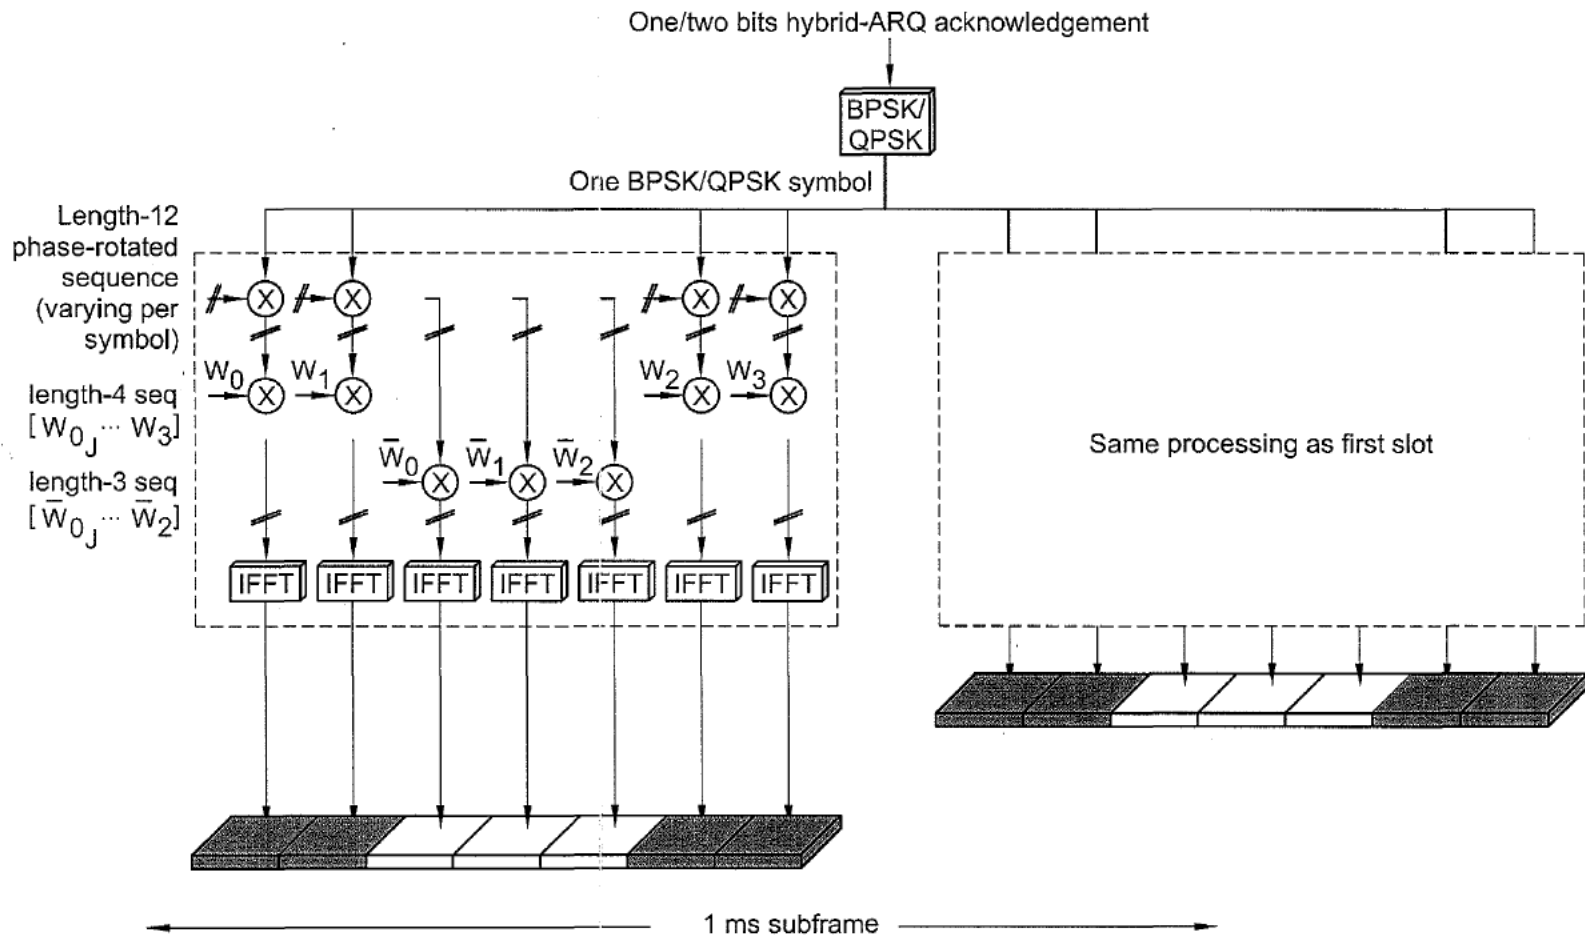 One/two bits hybrid-ARQ acknowledgement
BPSK/
QPSK
One BPSK/QPSK symbol
Length-12
phase-rotated
sequence
(varying per
symbol)
X X X X
W0 W1 W2 W3
X X X X
length-4 seq
[W0J ··· W3]
Same processing as first slot
W̄0 W̄1 W̄2
X X X
length-3 seq
[W̄0J ··· W̄2]
IFFT IFFT IFFT IFFT IFFT IFFT IFFT
1 ms subframe